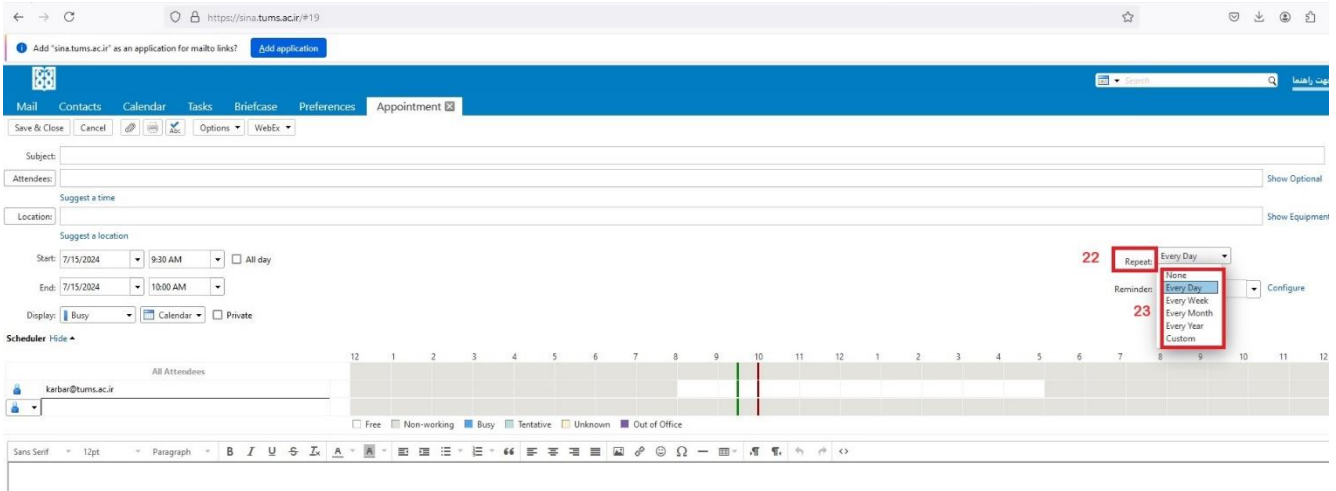 https://sina.tums.ac.ir/#19
Add "sina.tums.ac.ir" as an application for mailto links? Add application
Search جهت راهنما
Mail Contacts Calendar Tasks Briefcase Preferences Appointment
Save & Close Cancel Abc Options WebEx
Subject:
Attendees: Show Optional
Suggest a time
Location: Show Equipment
Suggest a location
Start: 7/15/2024 9:30 AM All day 22 Repeat: Every Day
None
End: 7/15/2024 10:00 AM Reminder: Every Day Configure
Every Week
Display: Busy Calendar Private 23 Every Month
Every Year
Scheduler Hide Custom
12 1 2 3 4 5 6 7 8 9 10 11 12 1 2 3 4 5 6 7 8 9 10 11 12
All Attendees
karbar@tums.ac.ir
Free Non-working Busy Tentative Unknown Out of Office
Sans Serif 12pt Paragraph B I U S Ix A A